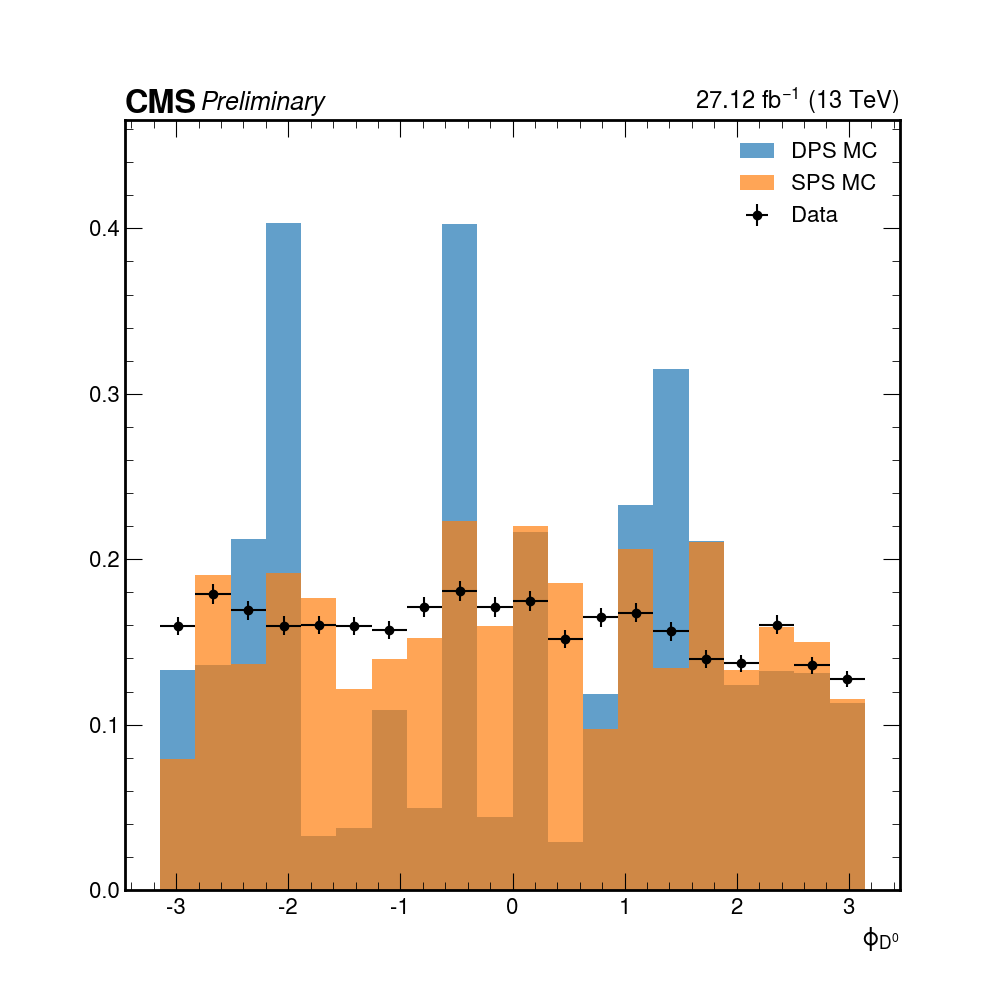 CMS Preliminary 27.12 fb⁻¹ (13 TeV)
DPS MC
SPS MC
Data
0.4
0.3
0.2
0.1
0.0
-3 -2 -1 0 1 2 3
ϕ_D⁰